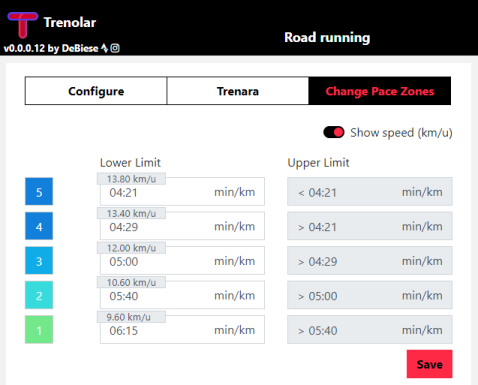 Trenolar
v0.0.0.12 by DeBiese
Road running
Configure Trenara Change Pace Zones
Show speed (km/u)
Lower Limit Upper Limit
13.80 km/u
5 04:21 min/km < 04:21 min/km
13.40 km/u
4 04:29 min/km > 04:21 min/km
12.00 km/u
3 05:00 min/km > 04:29 min/km
10.60 km/u
2 05:40 min/km > 05:00 min/km
9.60 km/u
1 06:15 min/km > 05:40 min/km
Save